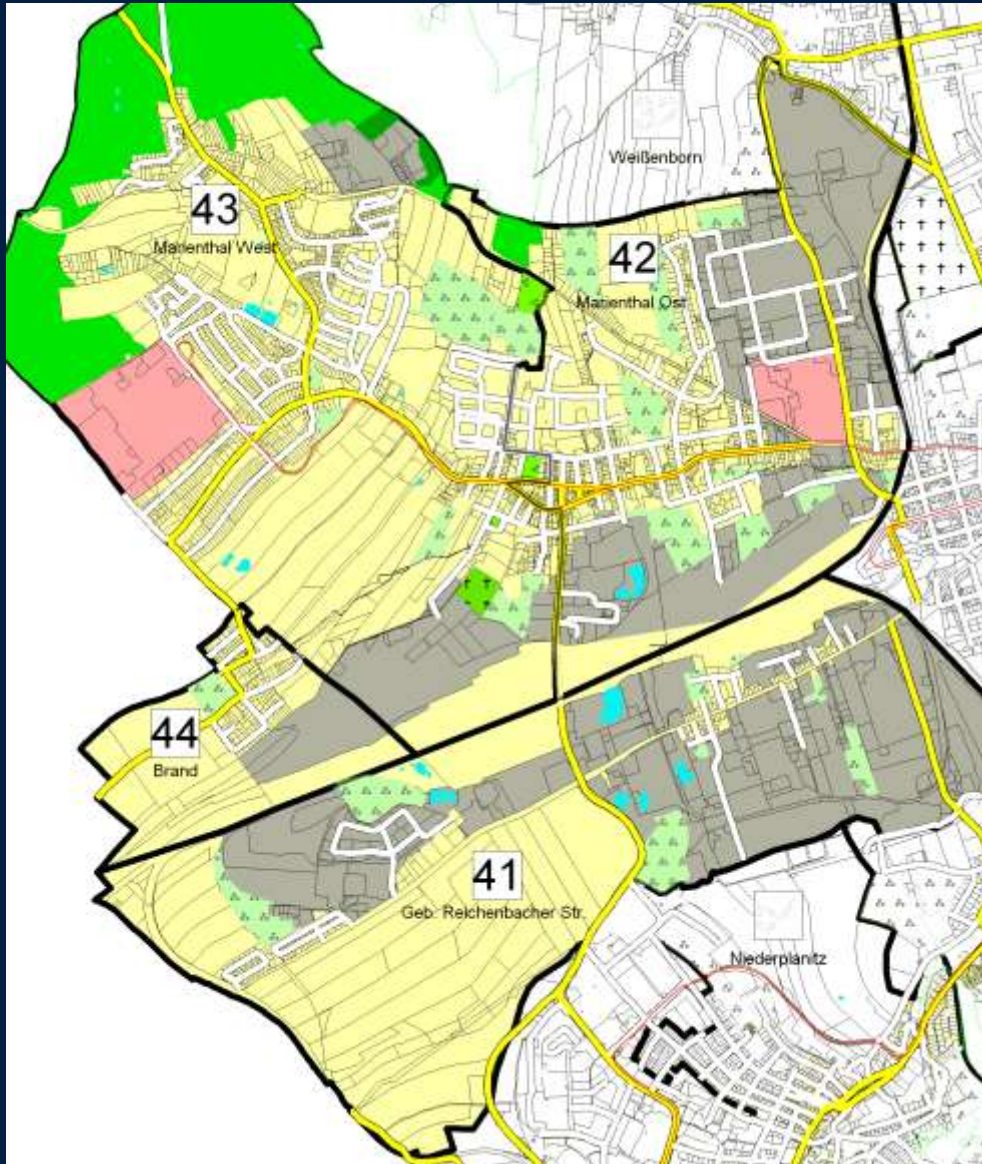 Weißenborn
43
Marienthal West
42
Marienthal Ost
44
Brand
41
Geb. Reichenbacher Str.
Niederplanitz